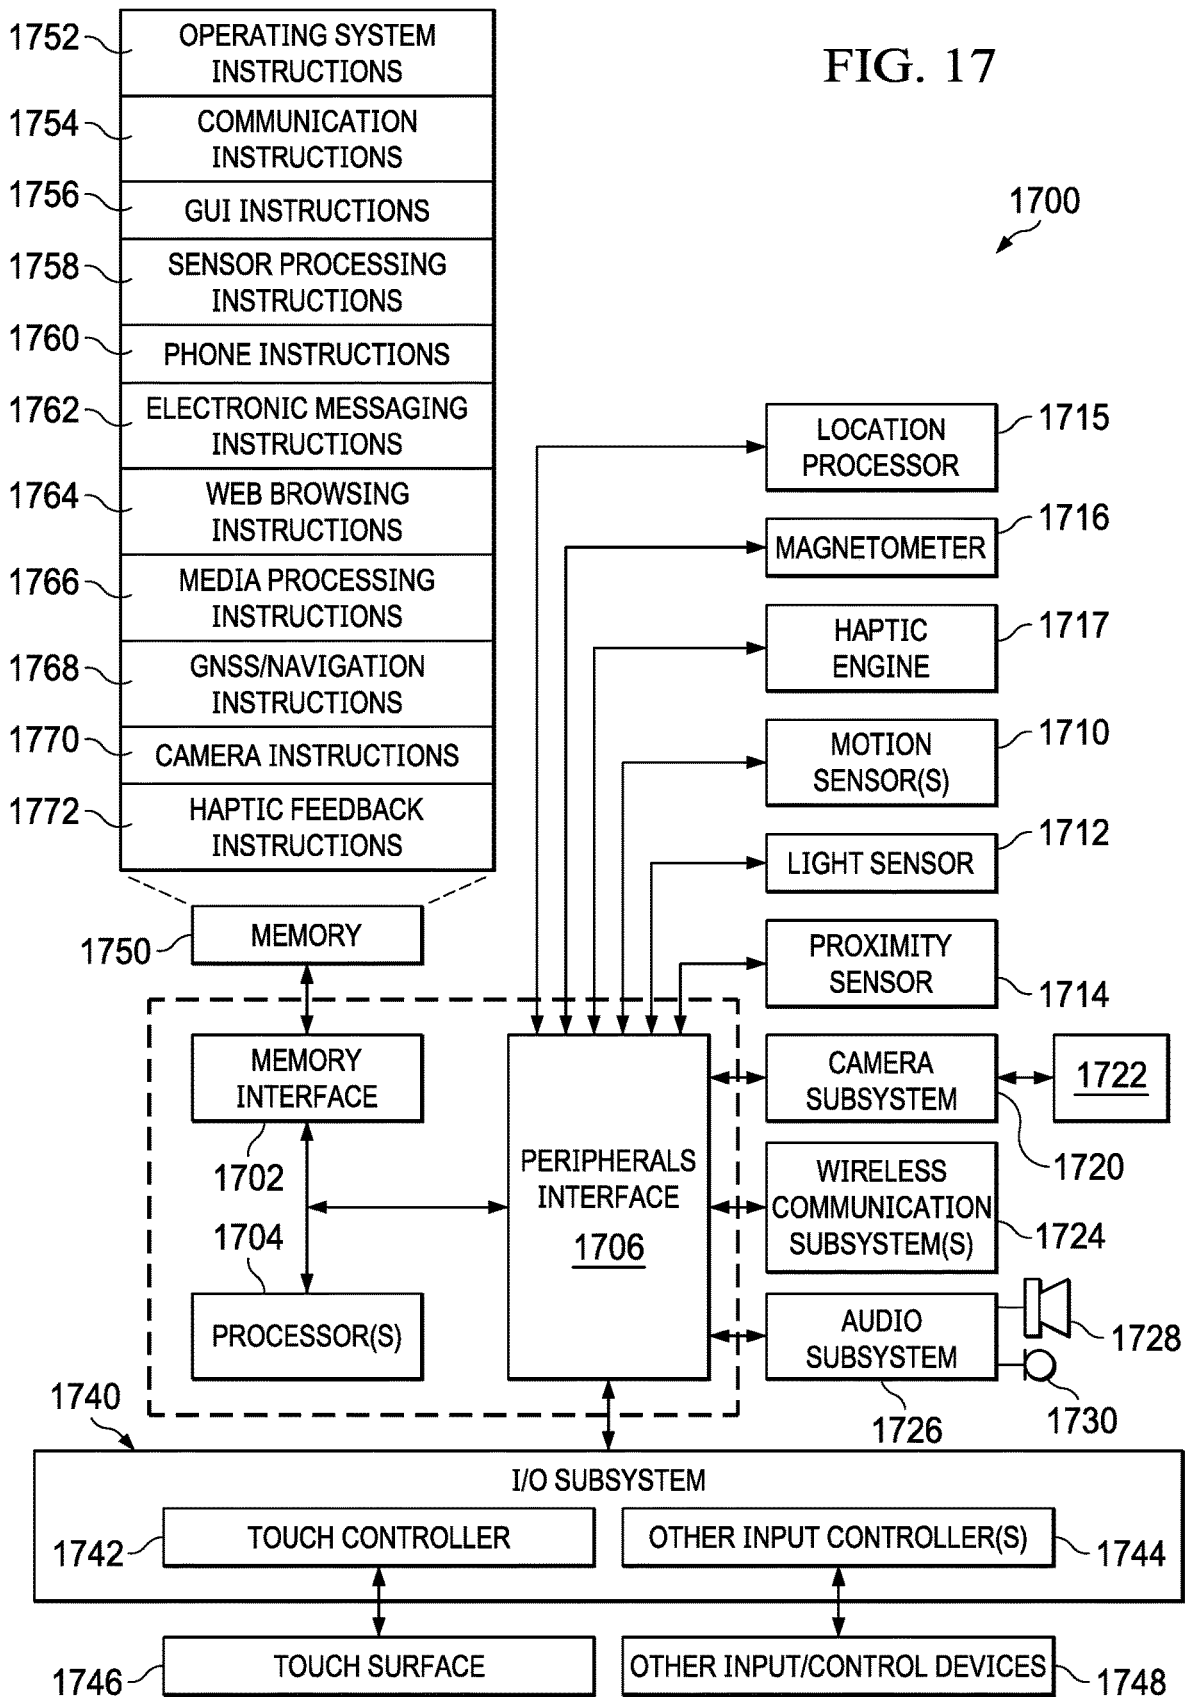 FIG. 17
1700
1752
OPERATING SYSTEM
INSTRUCTIONS
1754
COMMUNICATION
INSTRUCTIONS
1756
GUI INSTRUCTIONS
1758
SENSOR PROCESSING
INSTRUCTIONS
1760
PHONE INSTRUCTIONS
1762
ELECTRONIC MESSAGING
INSTRUCTIONS
1764
WEB BROWSING
INSTRUCTIONS
1766
MEDIA PROCESSING
INSTRUCTIONS
1768
GNSS/NAVIGATION
INSTRUCTIONS
1770
CAMERA INSTRUCTIONS
1772
HAPTIC FEEDBACK
INSTRUCTIONS
1750
MEMORY
LOCATION
PROCESSOR
1715
MAGNETOMETER
1716
HAPTIC
ENGINE
1717
MOTION
SENSOR(S)
1710
LIGHT SENSOR
1712
PROXIMITY
SENSOR
1714
MEMORY
INTERFACE
1702
1704
PROCESSOR(S)
PERIPHERALS
INTERFACE
1706
CAMERA
SUBSYSTEM
1720
1722
WIRELESS
COMMUNICATION
SUBSYSTEM(S)
1724
AUDIO
SUBSYSTEM
1726
1728
1730
1740
I/O SUBSYSTEM
1742
TOUCH CONTROLLER
OTHER INPUT CONTROLLER(S)
1744
1746
TOUCH SURFACE
OTHER INPUT/CONTROL DEVICES
1748